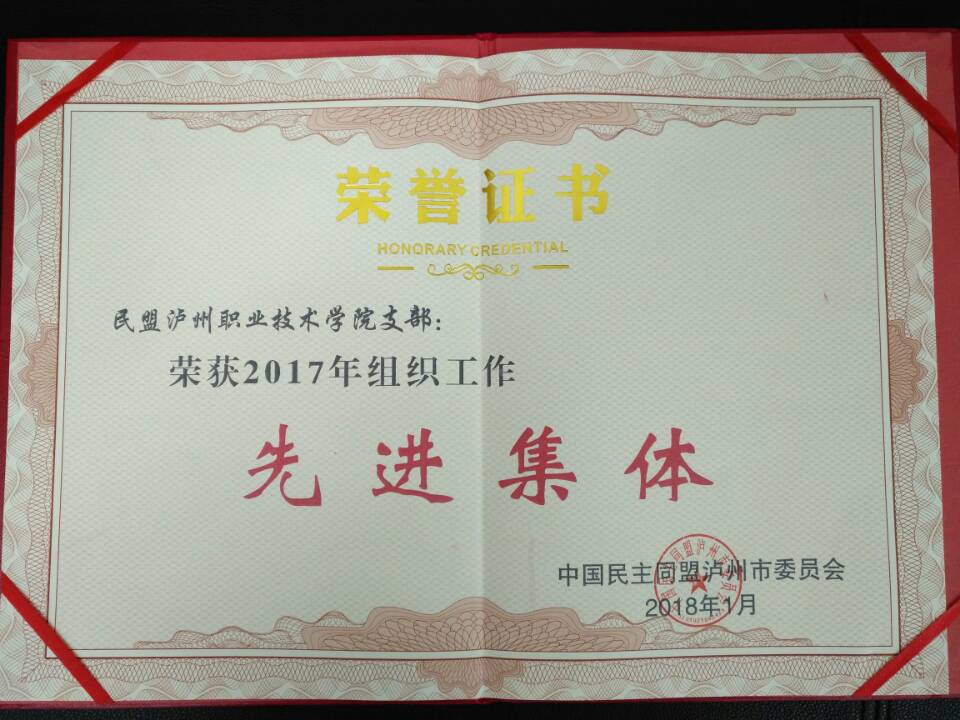 荣誉证书
HONORARY CREDENTIAL
民盟泸州职业技术学院支部：
荣获2017年组织工作
先进集体
中国民主同盟泸州市委员会
2018年1月